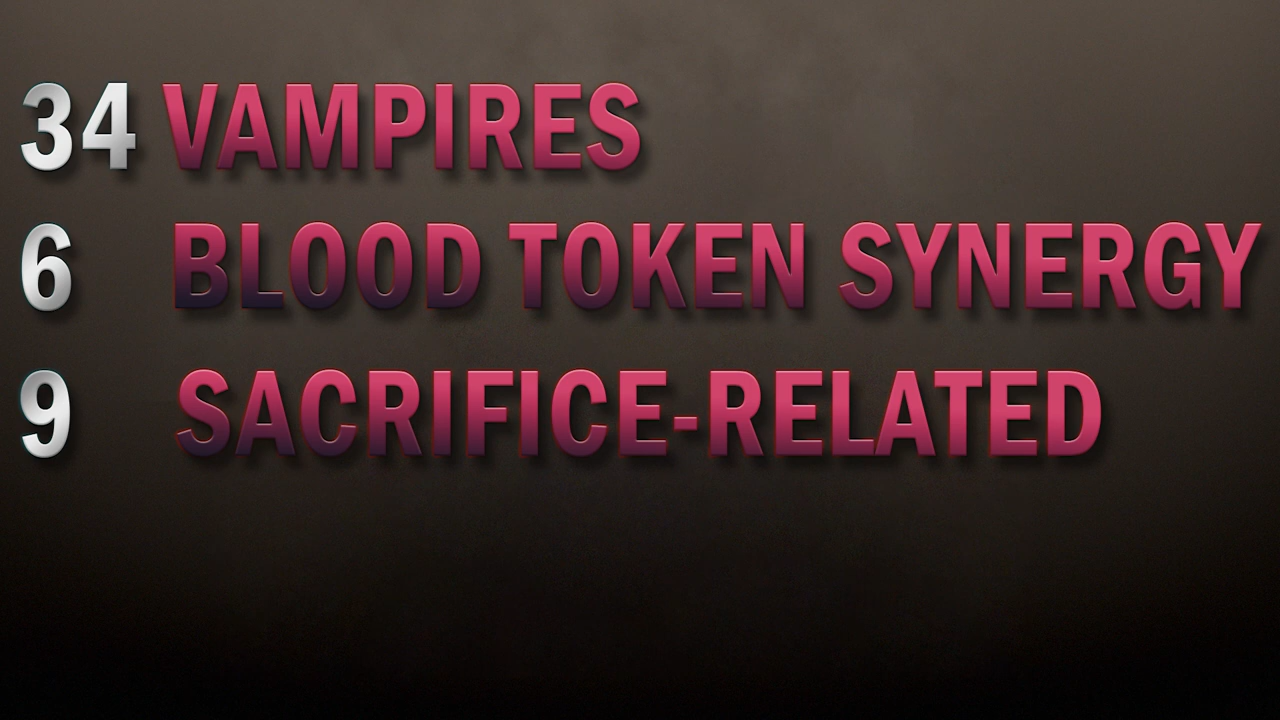 34 VAMPIRES
6 BLOOD TOKEN SYNERGY
9 SACRIFICE-RELATED